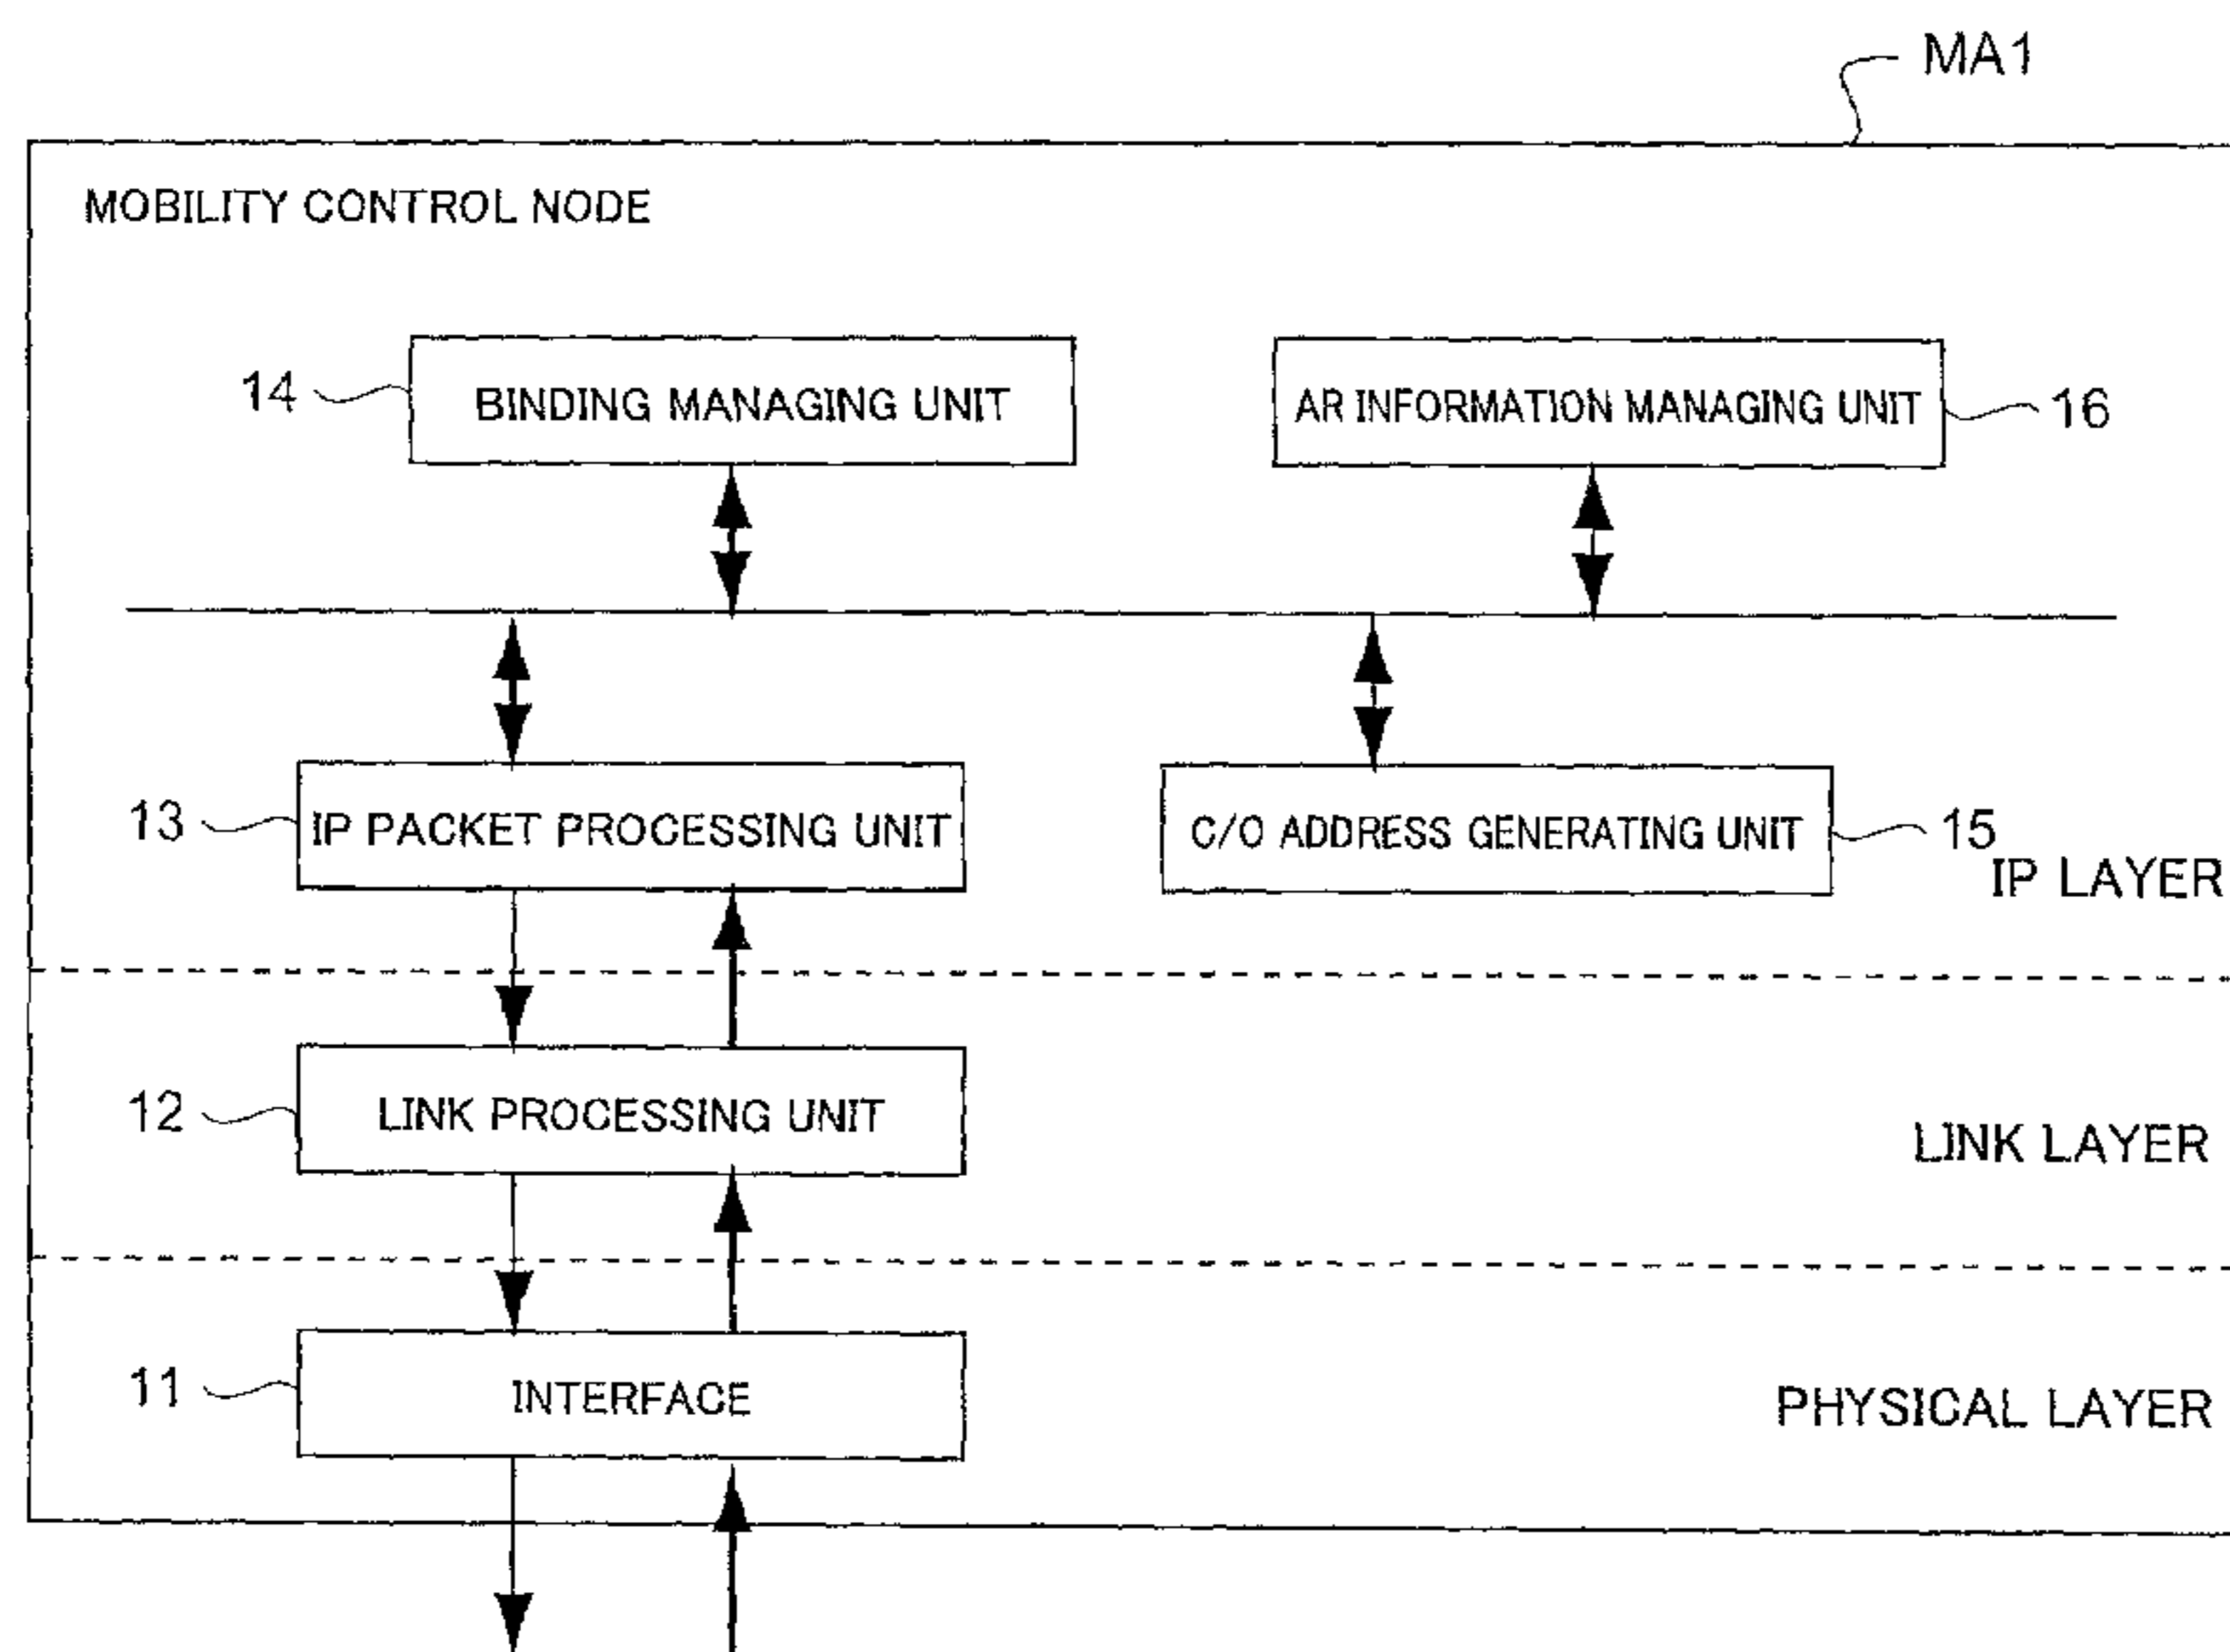 MA1
MOBILITY CONTROL NODE
14 BINDING MANAGING UNIT
AR INFORMATION MANAGING UNIT 16
13 IP PACKET PROCESSING UNIT
C/O ADDRESS GENERATING UNIT 15
IP LAYER
12 LINK PROCESSING UNIT
LINK LAYER
11 INTERFACE
PHYSICAL LAYER